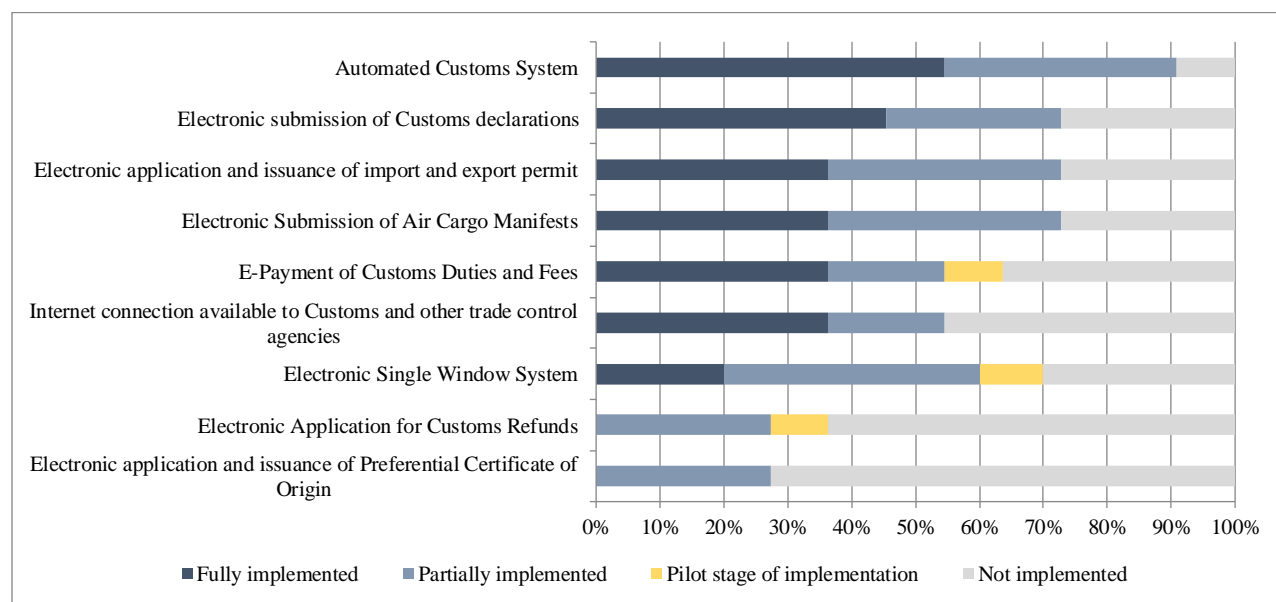 Automated Customs System
Electronic submission of Customs declarations
Electronic application and issuance of import and export permit
Electronic Submission of Air Cargo Manifests
E-Payment of Customs Duties and Fees
Internet connection available to Customs and other trade control
agencies
Electronic Single Window System
Electronic Application for Customs Refunds
Electronic application and issuance of Preferential Certificate of
Origin
0% 10% 20% 30% 40% 50% 60% 70% 80% 90% 100%
Fully implemented Partially implemented Pilot stage of implementation Not implemented